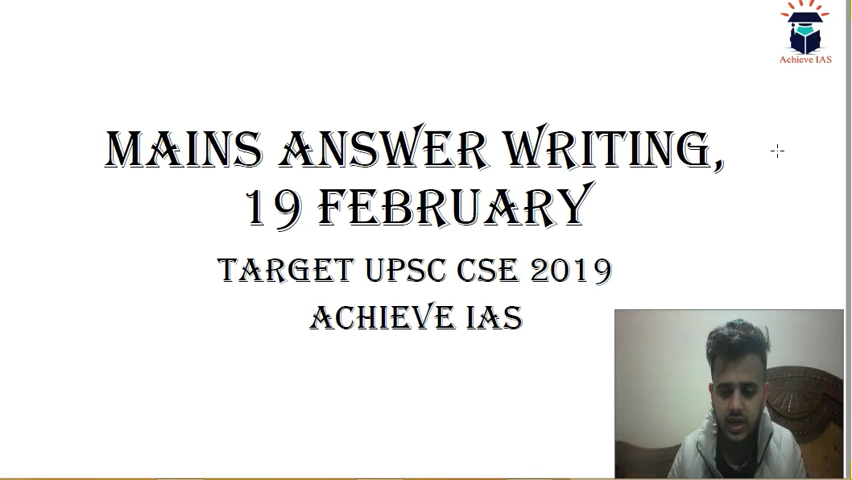 Achieve IAS
MAINS ANSWER WRITING,
19 FEBRUARY
TARGET UPSC CSE 2019
ACHIEVE IAS